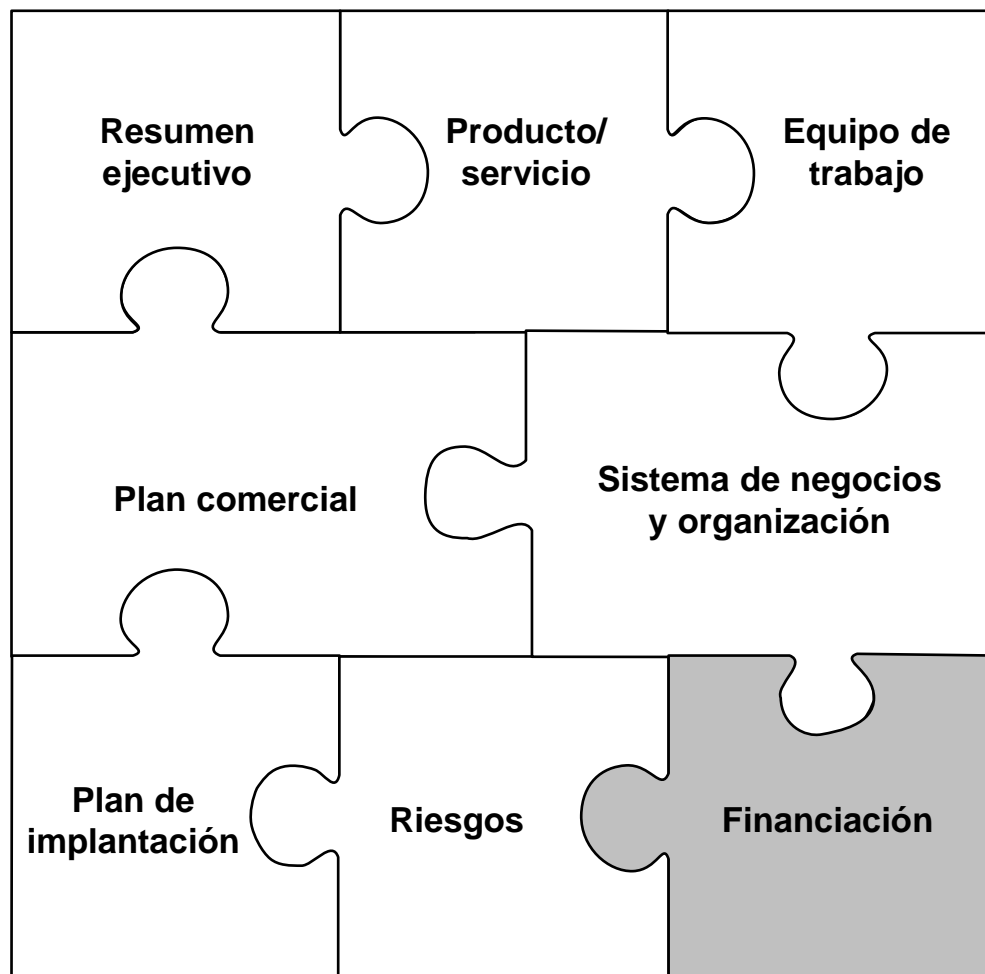 Resumen
ejecutivo
Producto/
servicio
Equipo de
trabajo
Plan comercial
Sistema de negocios
y organización
Plan de
implantación
Riesgos
Financiación